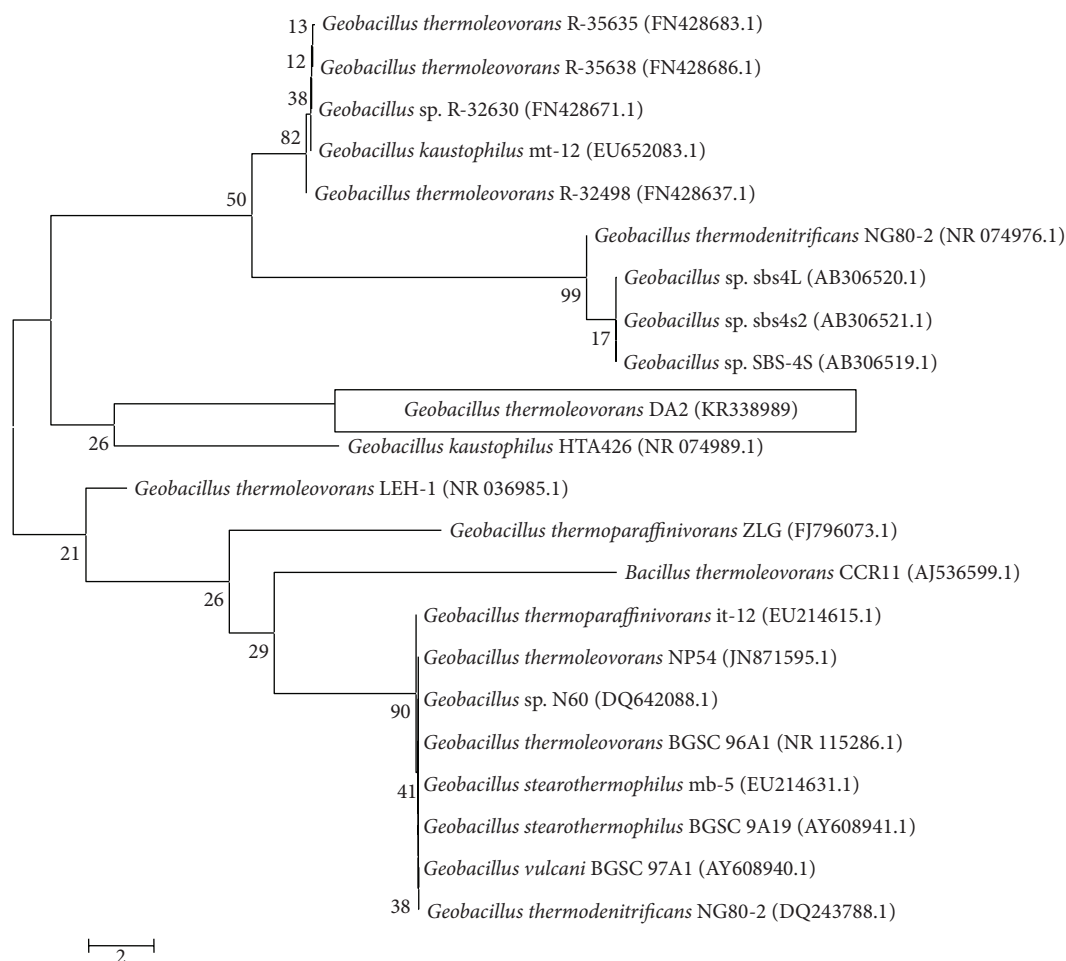 13
Geobacillus thermoleovorans R-35635 (FN428683.1)
12
Geobacillus thermoleovorans R-35638 (FN428686.1)
38
Geobacillus sp. R-32630 (FN428671.1)
82
Geobacillus kaustophilus mt-12 (EU652083.1)
Geobacillus thermoleovorans R-32498 (FN428637.1)
50
Geobacillus thermodenitrificans NG80-2 (NR 074976.1)
Geobacillus sp. sbs4L (AB306520.1)
99
Geobacillus sp. sbs4s2 (AB306521.1)
17
Geobacillus sp. SBS-4S (AB306519.1)
Geobacillus thermoleovorans DA2 (KR338989)
26
Geobacillus kaustophilus HTA426 (NR 074989.1)
Geobacillus thermoleovorans LEH-1 (NR 036985.1)
Geobacillus thermoparaffinivorans ZLG (FJ796073.1)
21
Bacillus thermoleovorans CCR11 (AJ536599.1)
26
Geobacillus thermoparaffinivorans it-12 (EU214615.1)
29
Geobacillus thermoleovorans NP54 (JN871595.1)
Geobacillus sp. N60 (DQ642088.1)
90
Geobacillus thermoleovorans BGSC 96A1 (NR 115286.1)
Geobacillus stearothermophilus mb-5 (EU214631.1)
41
Geobacillus stearothermophilus BGSC 9A19 (AY608941.1)
Geobacillus vulcani BGSC 97A1 (AY608940.1)
38
Geobacillus thermodenitrificans NG80-2 (DQ243788.1)
2